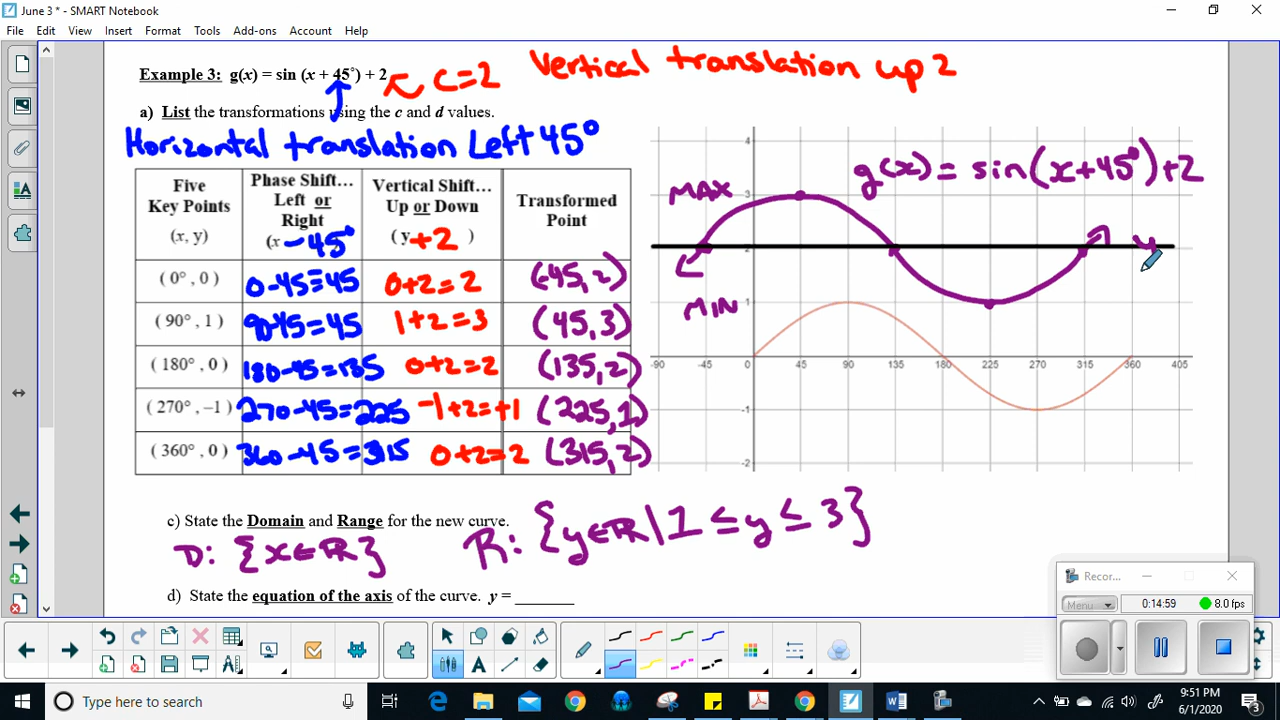 June 3 * - SMART Notebook
File Edit View Insert Format Tools Add-ons Account Help
Example 3: g(x) = sin (x + 45°) + 2
C=2
Vertical translation up 2
a) List the transformations using the c and d values.
Horizontal translation Left 45°
Five Key Points (x, y)
Phase Shift... Left or Right (x -45°
Vertical Shift... Up or Down ( y +2 )
Transformed Point
( 0° , 0 ) 0-45=-45 0+2=2 (-45, 2)
( 90° , 1 ) 90-45=45 1+2=3 (45, 3)
( 180° , 0 ) 180-45=135 0+2=2 (135, 2)
( 270° , −1 ) 270-45=225 -1+2=+1 (225, 1)
( 360° , 0 ) 360-45=315 0+2=2 (315, 2)
g(x)= sin(x+45°)+2
MAX
MIN
y
4
3
2
1
-90 -45 0 45 90 135 180 225 270 315 360 405
-1
-2
c) State the Domain and Range for the new curve.
D: {x∈ℝ}
R: {y∈ℝ|1 ≤ y ≤ 3}
d) State the equation of the axis of the curve. y = _______
Recor...
Menu
0:14:59 8.0 fps
Type here to search
9:51 PM
6/1/2020
3